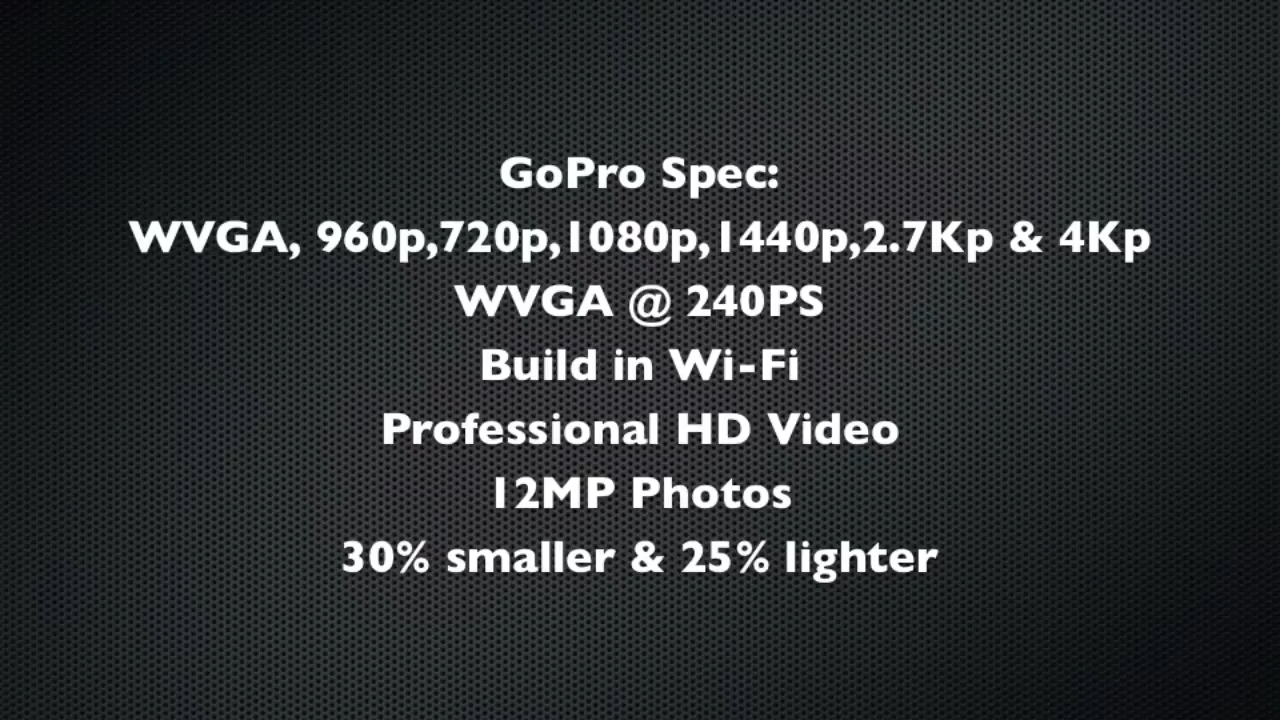 GoPro Spec:
WVGA, 960p,720p,1080p,1440p,2.7Kp & 4Kp
WVGA @ 240PS
Build in Wi-Fi
Professional HD Video
12MP Photos
30% smaller & 25% lighter